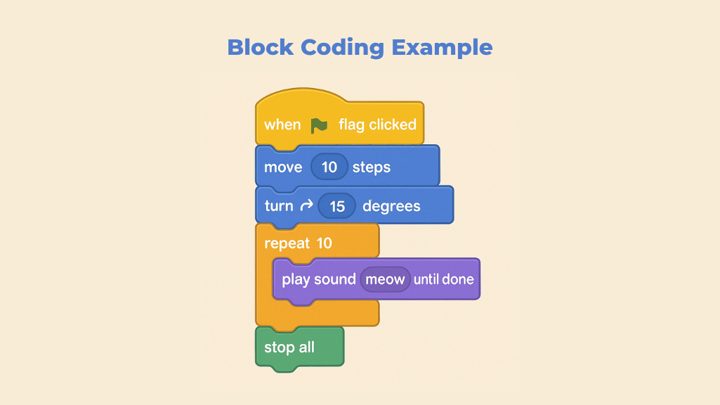 Block Coding Example
when flag clicked
move 10 steps
turn 15 degrees
repeat 10
play sound meow until done
stop all